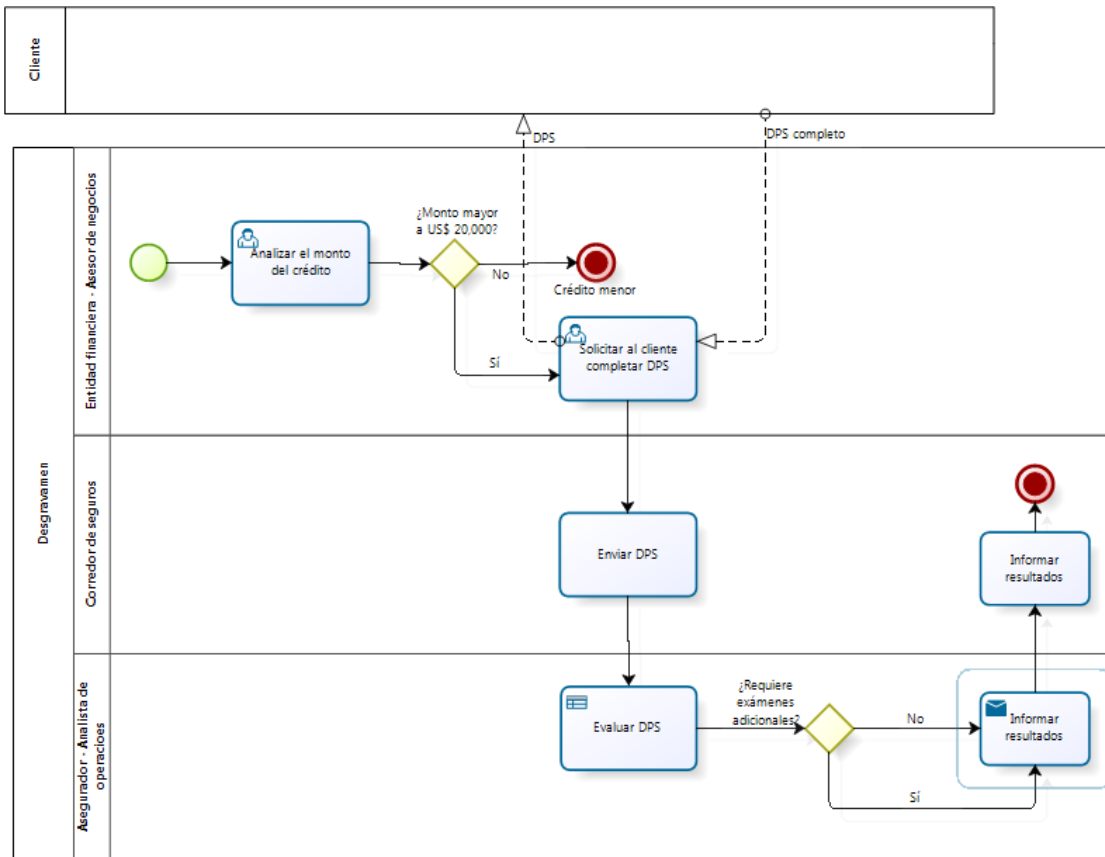 Cliente
DPS
DPS completo
Desgravamen
Entidad financiera - Asesor de negocios
¿Monto mayor
a US$ 20,000?
Analizar el monto
del crédito
No
Crédito menor
Sí
Solicitar al cliente
completar DPS
Corredor de seguros
Enviar DPS
Informar
resultados
Asegurador - Analista de
operacioes
Evaluar DPS
¿Requiere
exámenes
adicionales?
No
Informar
resultados
Sí